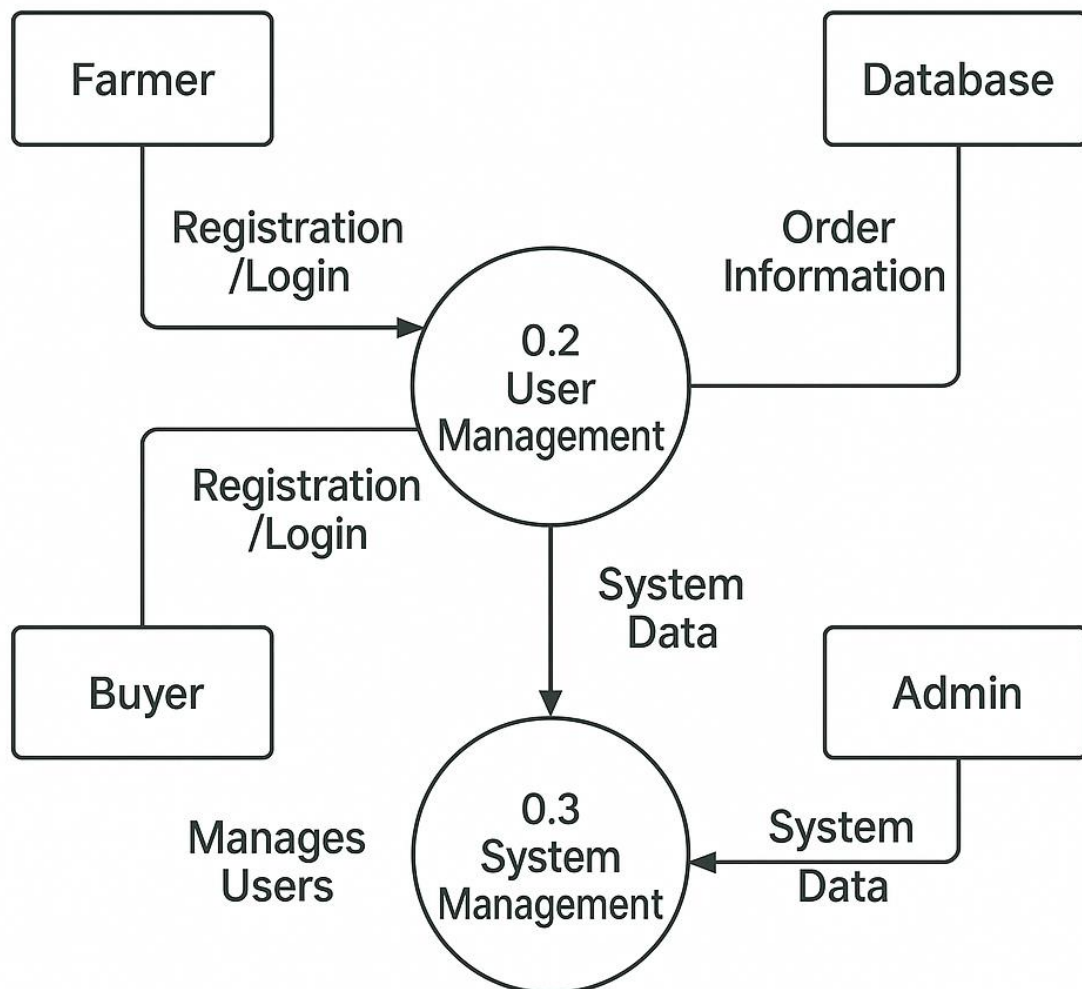 Farmer
Database
Registration
/Login
Order
Information
0.2
User
Management
Registration
/Login
System
Data
Buyer
Admin
Manages
Users
0.3
System
Management
System
Data